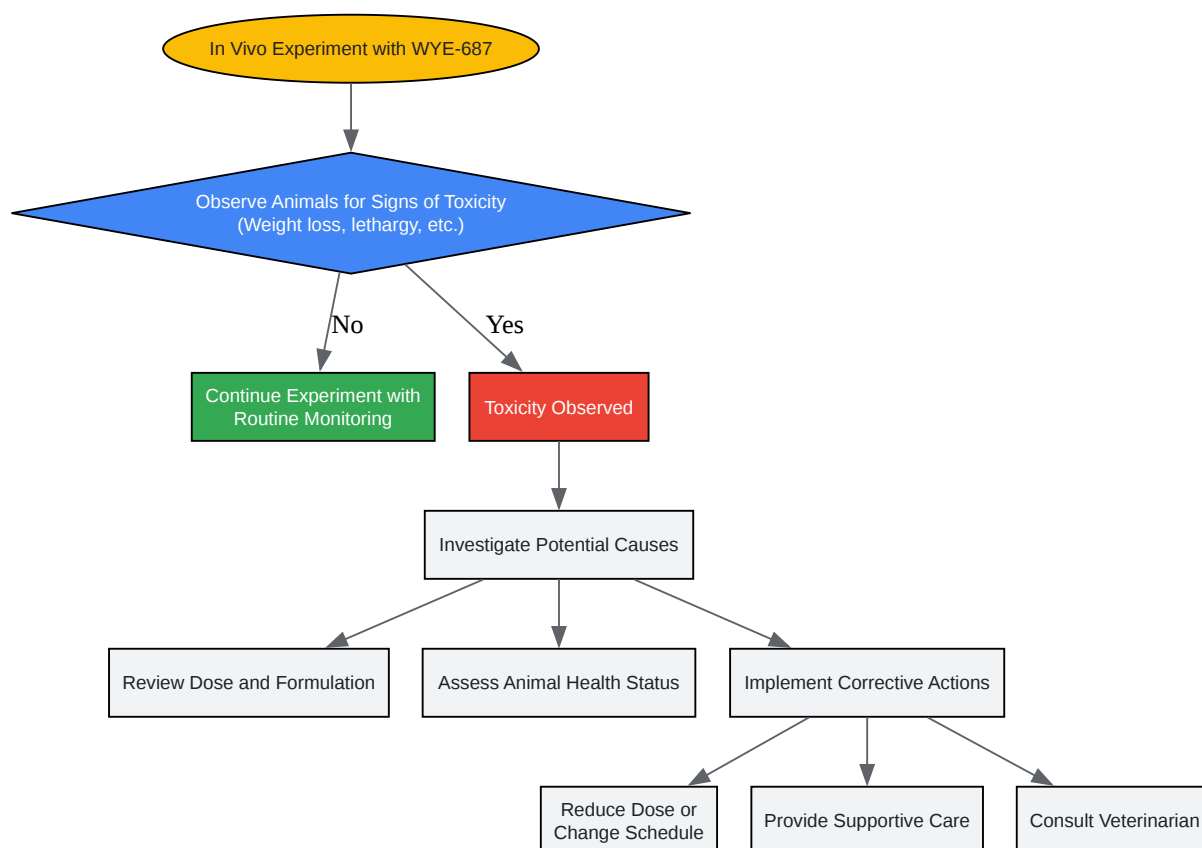 In Vivo Experiment with WYE-687
Observe Animals for Signs of Toxicity
(Weight loss, lethargy, etc.)
No
Yes
Continue Experiment with
Routine Monitoring
Toxicity Observed
Investigate Potential Causes
Review Dose and Formulation
Assess Animal Health Status
Implement Corrective Actions
Reduce Dose or
Change Schedule
Provide Supportive Care
Consult Veterinarian